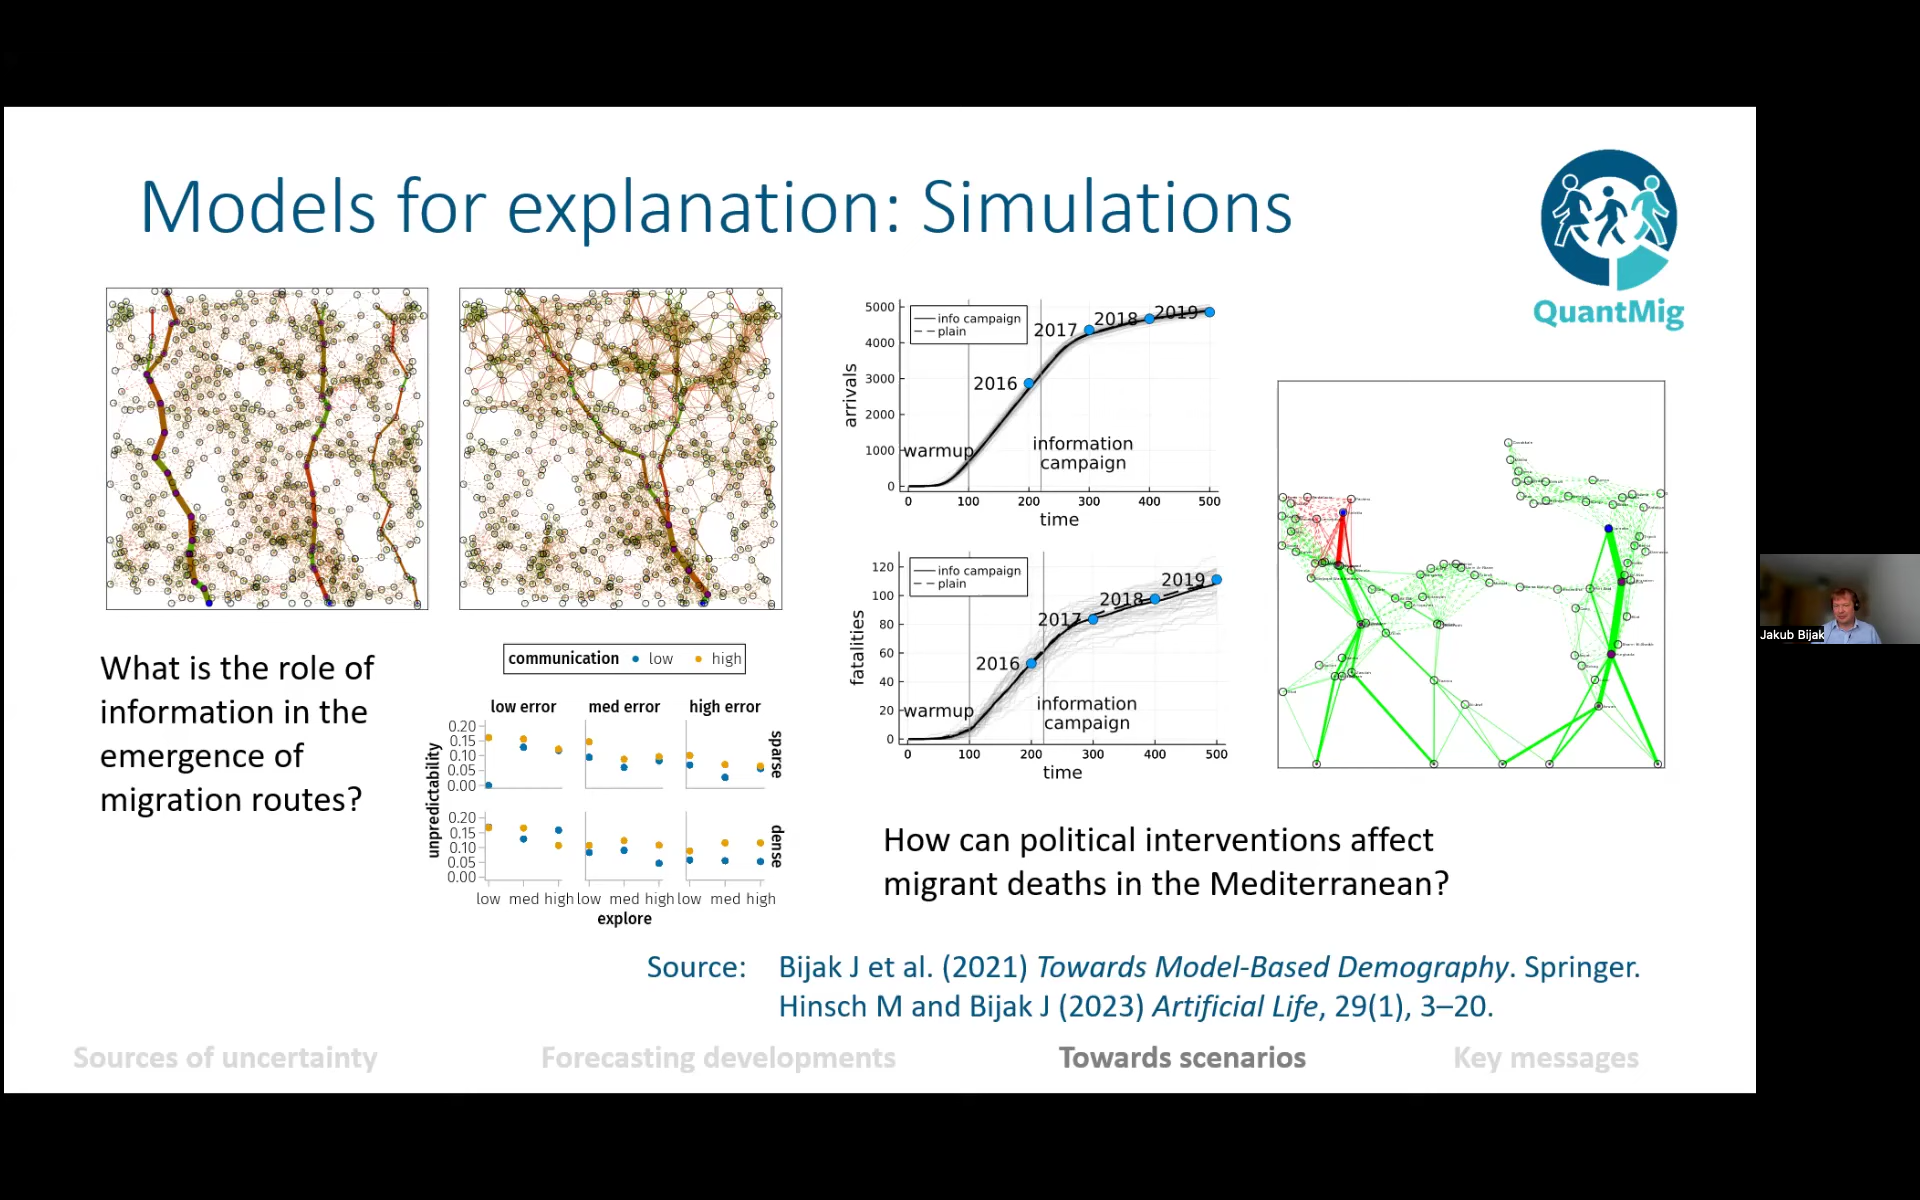 Models for explanation: Simulations
QuantMig
What is the role of
information in the
emergence of
migration routes?
communication low high
low error med error high error
unpredictability
0.20
0.15
0.10
0.05
0.00
sparse
0.20
0.15
0.10
0.05
0.00
dense
low med high low med high low med high
explore
arrivals
5000
4000
3000
2000
1000
0
info campaign
plain
2016
2017
2018
2019
warmup
information
campaign
0 100 200 300 400 500
time
fatalities
120
100
80
60
40
20
0
info campaign
plain
2016
2017
2018
2019
warmup
information
campaign
0 100 200 300 400 500
time
How can political interventions affect
migrant deaths in the Mediterranean?
Source: Bijak J et al. (2021) Towards Model-Based Demography. Springer.
Hinsch M and Bijak J (2023) Artificial Life, 29(1), 3–20.
Sources of uncertainty Forecasting developments Towards scenarios Key messages
Jakub Bijak